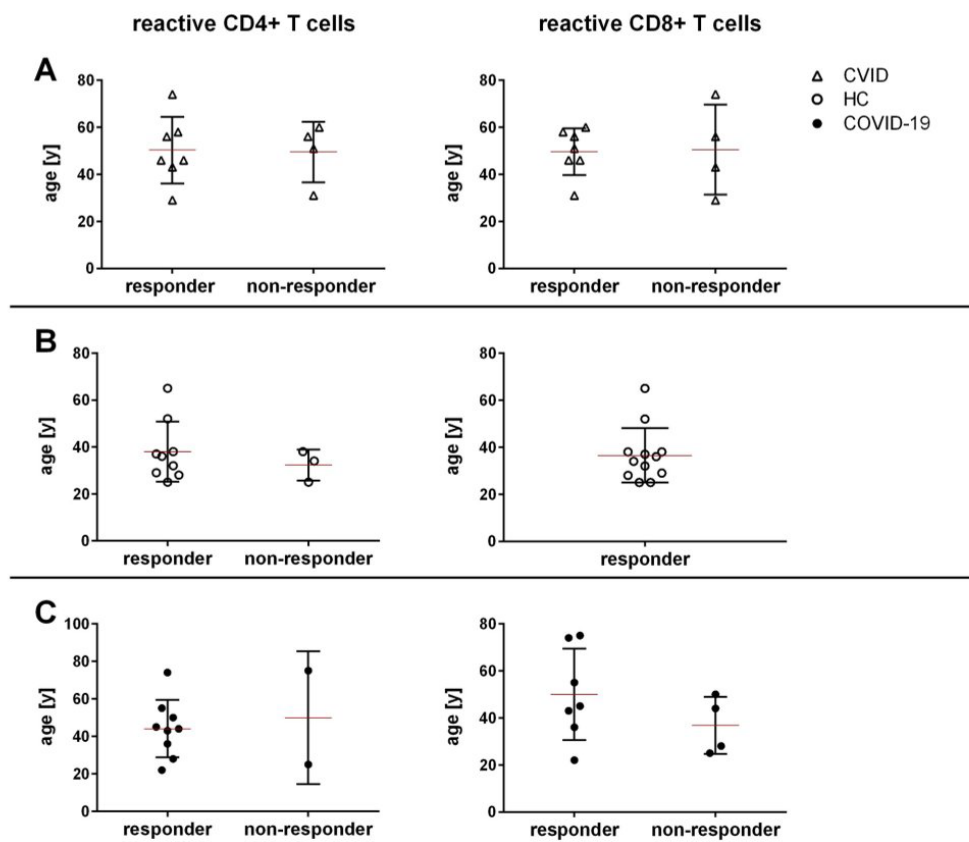 reactive CD4+ T cells
reactive CD8+ T cells
A
age [y]
80
60
40
20
0
responder non-responder
age [y]
80
60
40
20
0
responder non-responder
CVID
HC
COVID-19
B
age [y]
80
60
40
20
0
responder non-responder
age [y]
80
60
40
20
0
responder
C
age [y]
100
80
60
40
20
0
responder non-responder
age [y]
80
60
40
20
0
responder non-responder